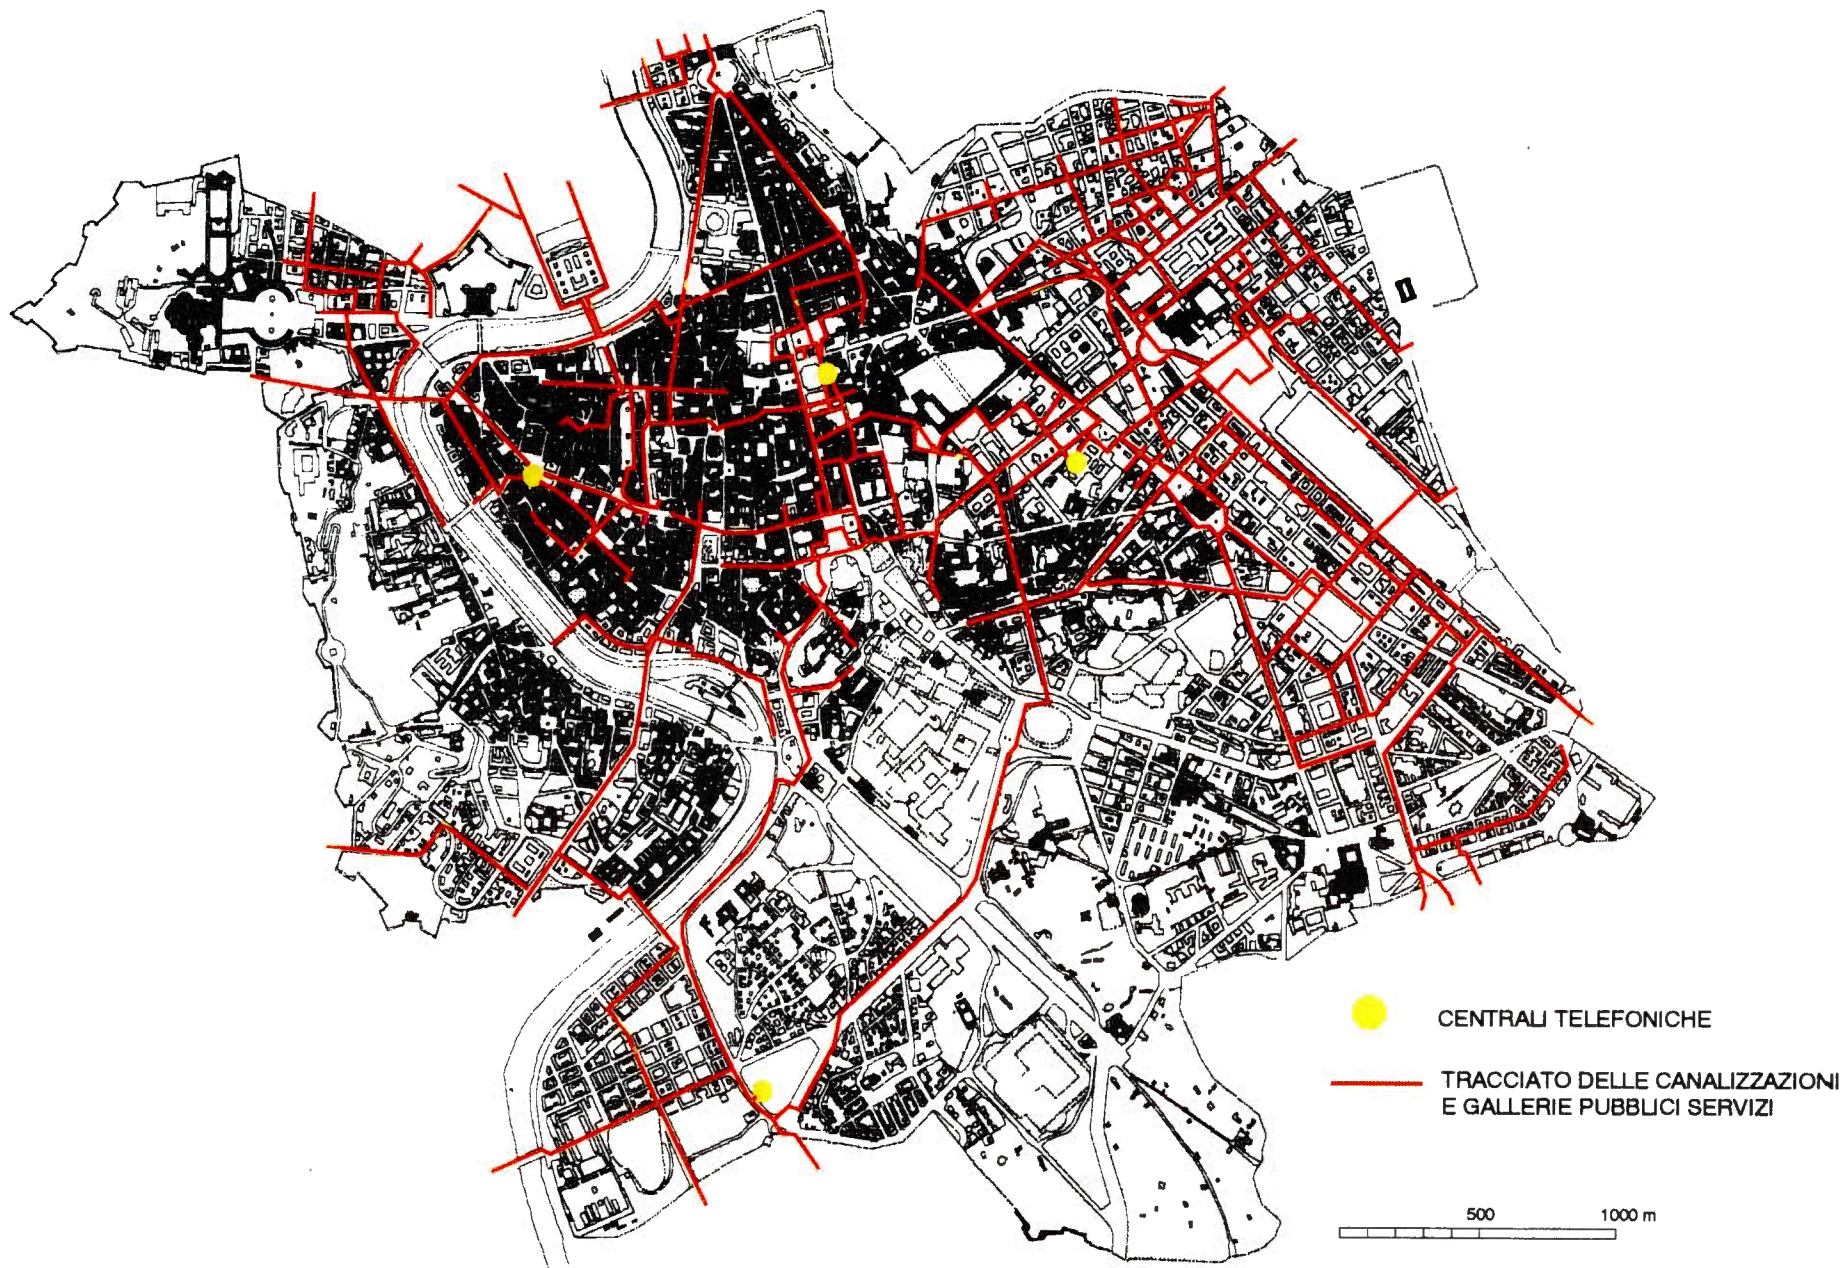 CENTRALI TELEFONICHE
TRACCIATO DELLE CANALIZZAZIONI
E GALLERIE PUBBLICI SERVIZI
500 1000 m